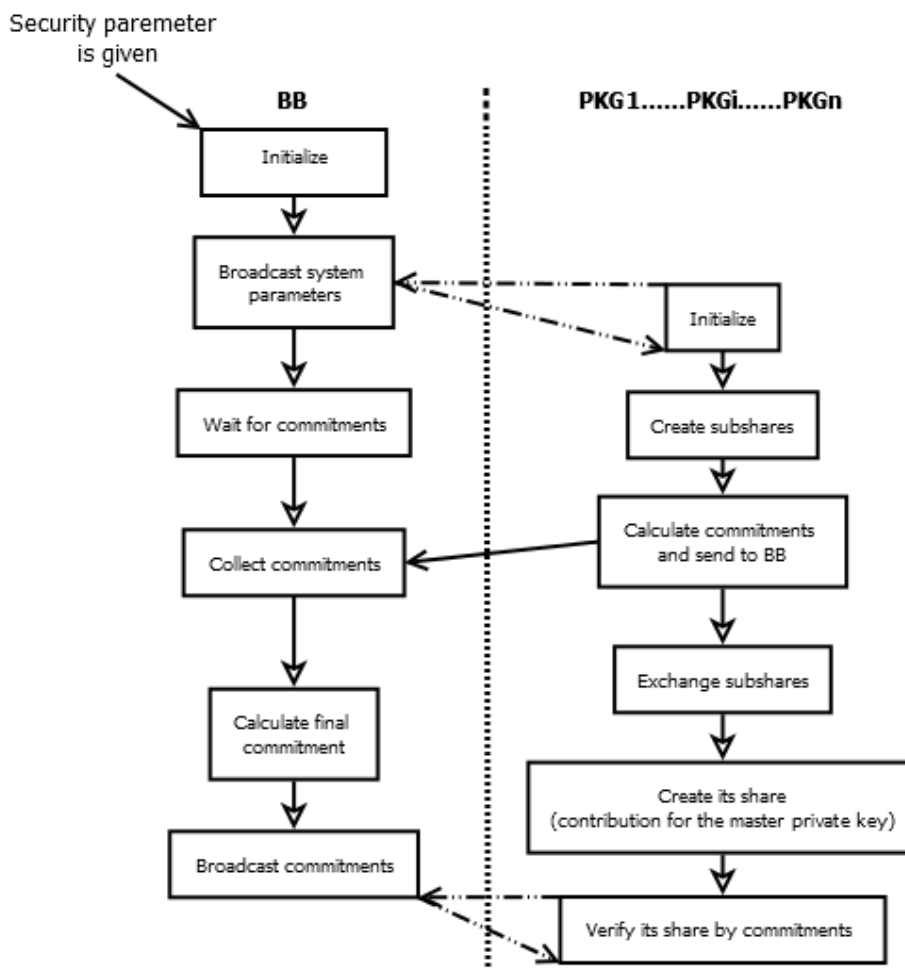 Security paremeter
is given
BB
PKG1......PKGi......PKGn
Initialize
Broadcast system
parameters
Initialize
Wait for commitments
Create subshares
Collect commitments
Calculate commitments
and send to BB
Exchange subshares
Calculate final
commitment
Create its share
(contribution for the master private key)
Broadcast commitments
Verify its share by commitments